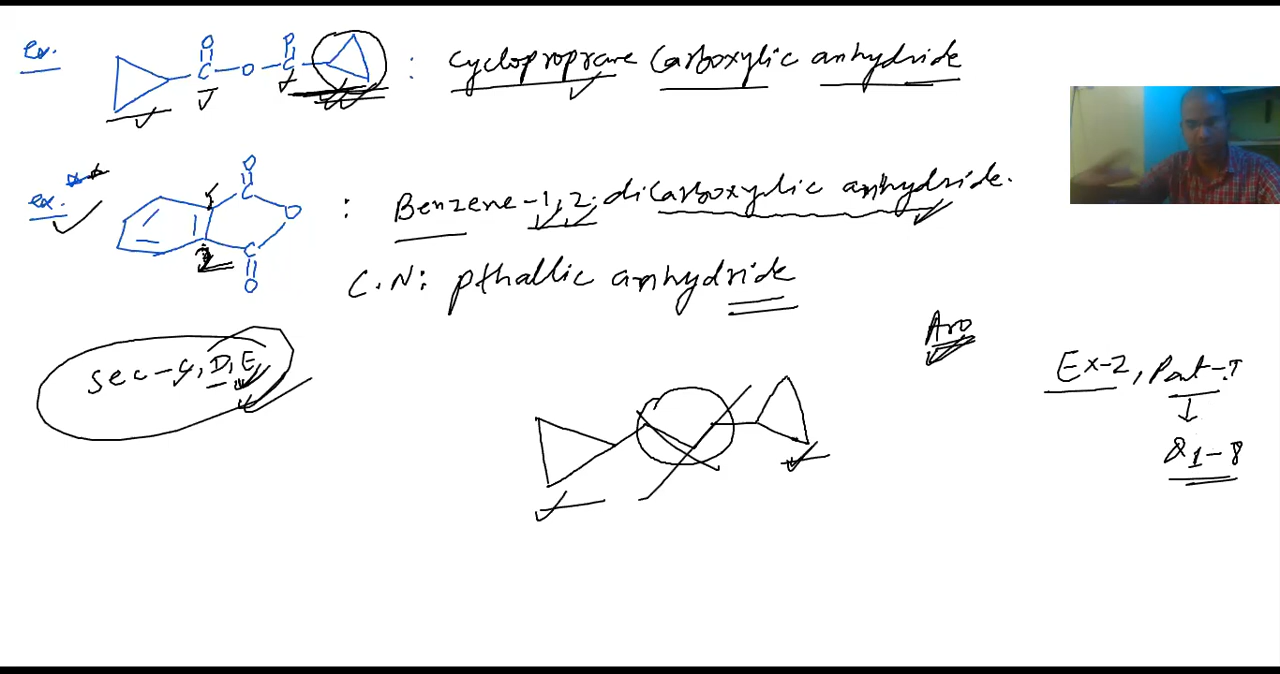 ex.
O O
C - O - C : cycloproprane carboxylic anhydride
ex. ** O
C
O : Benzene-1,2-dicarboxylic anhydride.
C
O
C.N: pthallic anhydride
Aro
sec-4, D, E
Ex-2, Part-I
↓
Q1-8